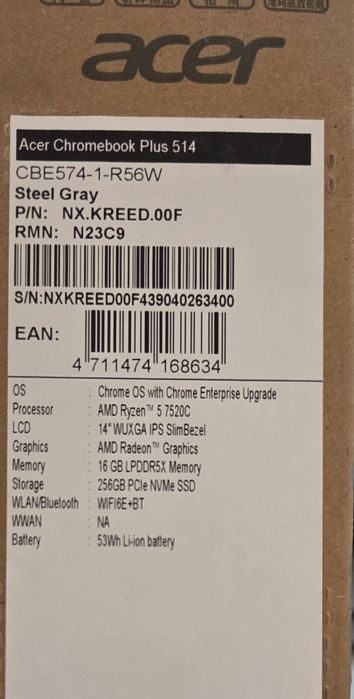 acer
Acer Chromebook Plus 514
CBE574-1-R56W
Steel Gray
P/N: NX.KREED.00F
RMN: N23C9
S/N:NXKREED00F439040263400
EAN:
4 711474 168634
OS : Chrome OS with Chrome Enterprise Upgrade
Processor : AMD Ryzen™ 5 7520C
LCD : 14" WUXGA IPS SlimBezel
Graphics : AMD Radeon™ Graphics
Memory : 16 GB LPDDR5X Memory
Storage : 256GB PCIe NVMe SSD
WLAN/Bluetooth : WIFI6E+BT
WWAN : NA
Battery : 53Wh Li-ion battery